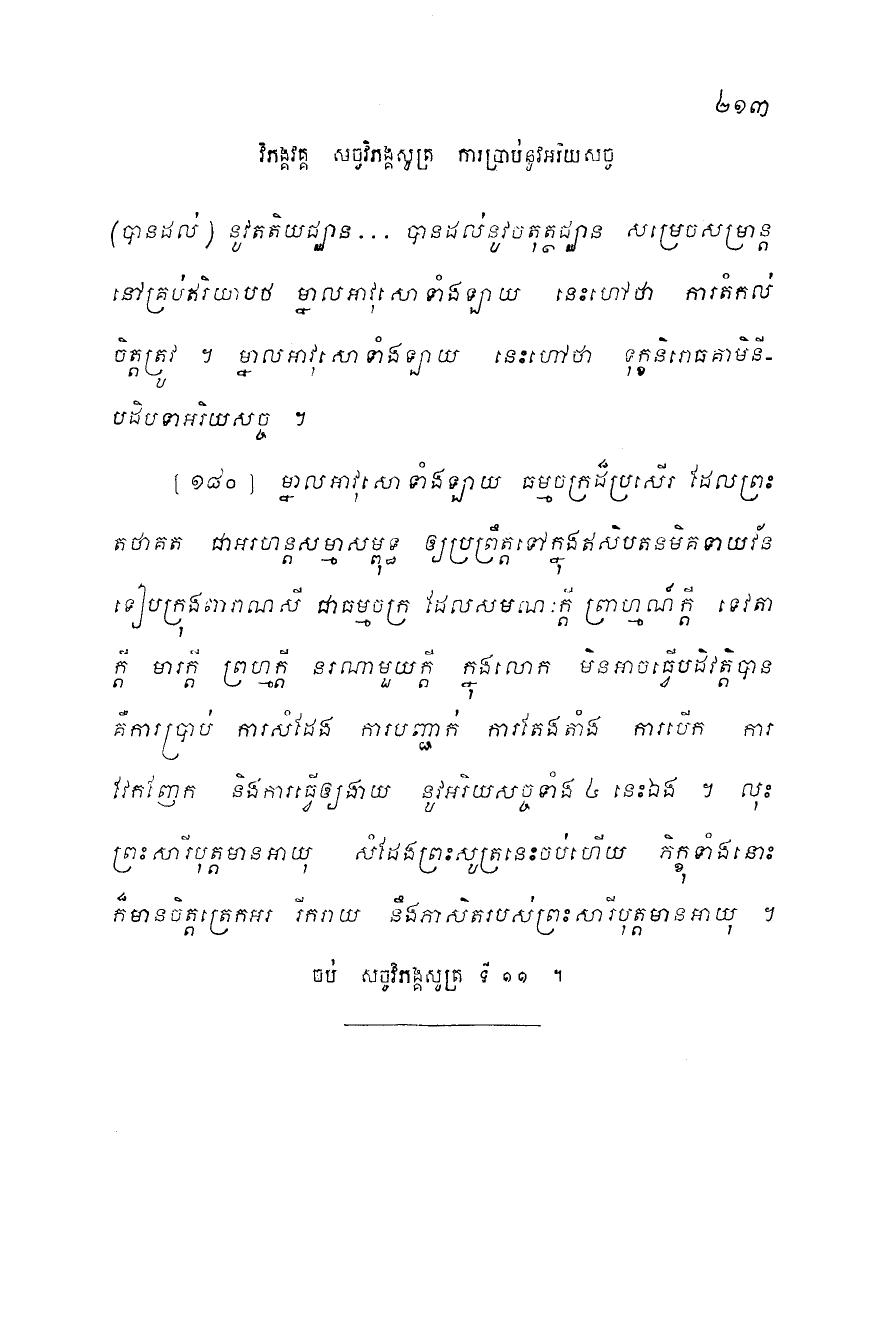 ២១៣
វិភង្គវគ្គ សច្ចវិភង្គសូត្រ ការប្រាប់នូវអរិយសច្ច
(បានដល់) នូវតតិយជ្ឈាន... បានដល់នូវចតុត្ថជ្ឈាន សម្រេចសម្រាន្ត
នៅគ្រប់ឥរិយាបថ ម្នាលអាវុសោទាំងឡាយ នេះហៅថា ការតំកល់
ចិត្តត្រូវ ។ ម្នាលអាវុសោទាំងឡាយ នេះហៅថា ទុក្ខនិរោធគាមិនី-
បដិបទាអរិយសច្ច ។
[១៨០] ម្នាលអាវុសោទាំងឡាយ ធម្មចក្រដ៏ប្រសើរ ដែលព្រះ
តថាគត ជាអរហន្តសម្មាសម្ពុទ្ធ ឲ្យប្រព្រឹត្តទៅក្នុងឥសិបតនមិគទាយវ័ន
ទៀបក្រុងពារាណសី ជាធម្មចក្រ ដែលសមណៈក្តី ព្រាហ្មណ៍ក្តី ទេវតា
ក្តី មារក្តី ព្រហ្មក្តី នរណាមួយក្តី ក្នុងលោក មិនអាចធ្វើបដិវត្តិបាន
គឺការប្រាប់ ការសំដែង ការបញ្ជាក់ ការតែងតាំង ការបើក ការ
វែកញែក និងការធ្វើឲ្យងាយ នូវអរិយសច្ចទាំង ៤ នេះឯង ។ លុះ
ព្រះសារីបុត្តមានអាយុ សំដែងព្រះសូត្រនេះចប់ហើយ ភិក្ខុទាំងនោះ
ក៏មានចិត្តត្រេកអរ រីករាយ នឹងភាសិតរបស់ព្រះសារីបុត្តមានអាយុ ។
ចប់ សច្ចវិភង្គសូត្រ ទី ១១ ។